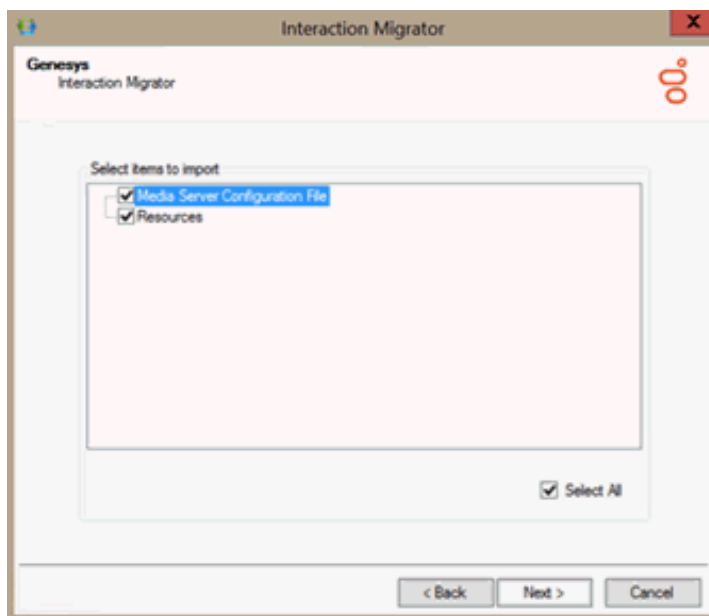 Interaction Migrator
X
Genesys
Interaction Migrator
Select items to import
Media Server Configuration File
Resources
Select All
< Back Next > Cancel